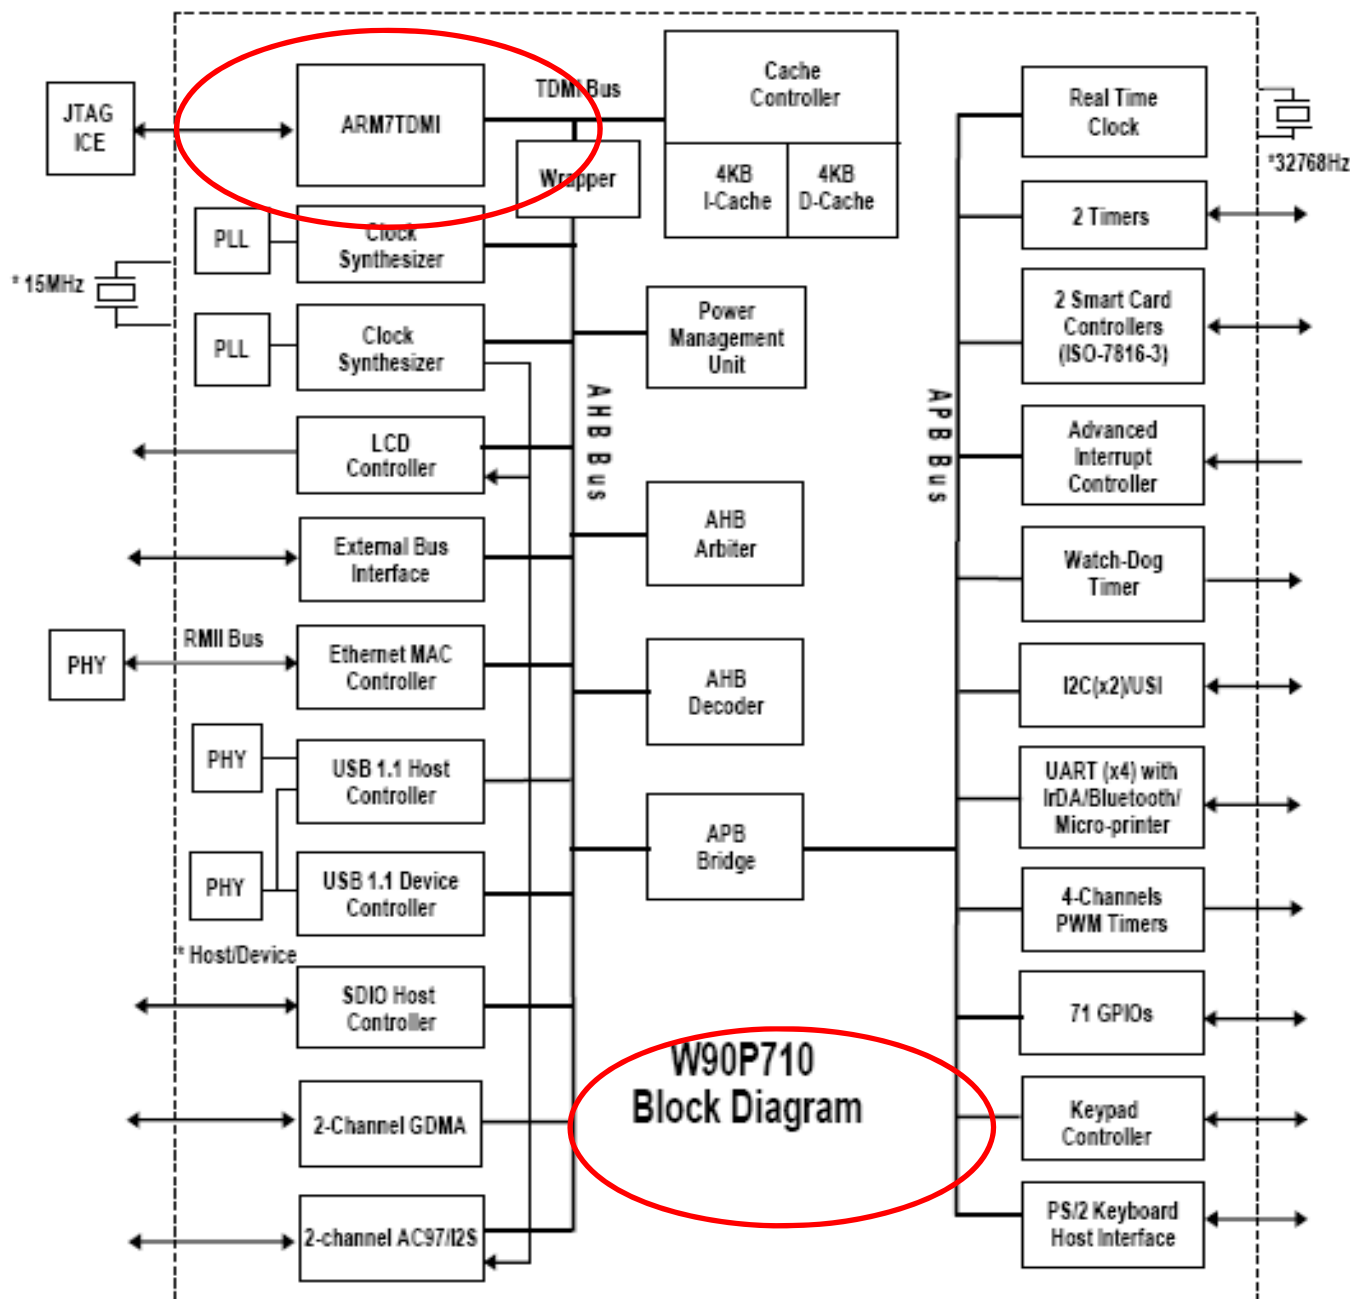 JTAG
ICE
ARM7TDMI
TDMI Bus
Wrapper
Cache
Controller
4KB
I-Cache
4KB
D-Cache
PLL
Clock
Synthesizer
* 15MHz
PLL
Clock
Synthesizer
LCD
Controller
External Bus
Interface
RMII Bus
PHY
Ethernet MAC
Controller
PHY
USB 1.1 Host
Controller
PHY
USB 1.1 Device
Controller
* Host/Device
SDIO Host
Controller
2-Channel GDMA
2-channel AC97/I2S
AHB Bus
Power
Management
Unit
AHB
Arbiter
AHB
Decoder
APB
Bridge
W90P710
Block Diagram
APB Bus
Real Time
Clock
*32768Hz
2 Timers
2 Smart Card
Controllers
(ISO-7816-3)
Advanced
Interrupt
Controller
Watch-Dog
Timer
I2C(x2)/USI
UART (x4) with
IrDA/Bluetooth/
Micro-printer
4-Channels
PWM Timers
71 GPIOs
Keypad
Controller
PS/2 Keyboard
Host Interface